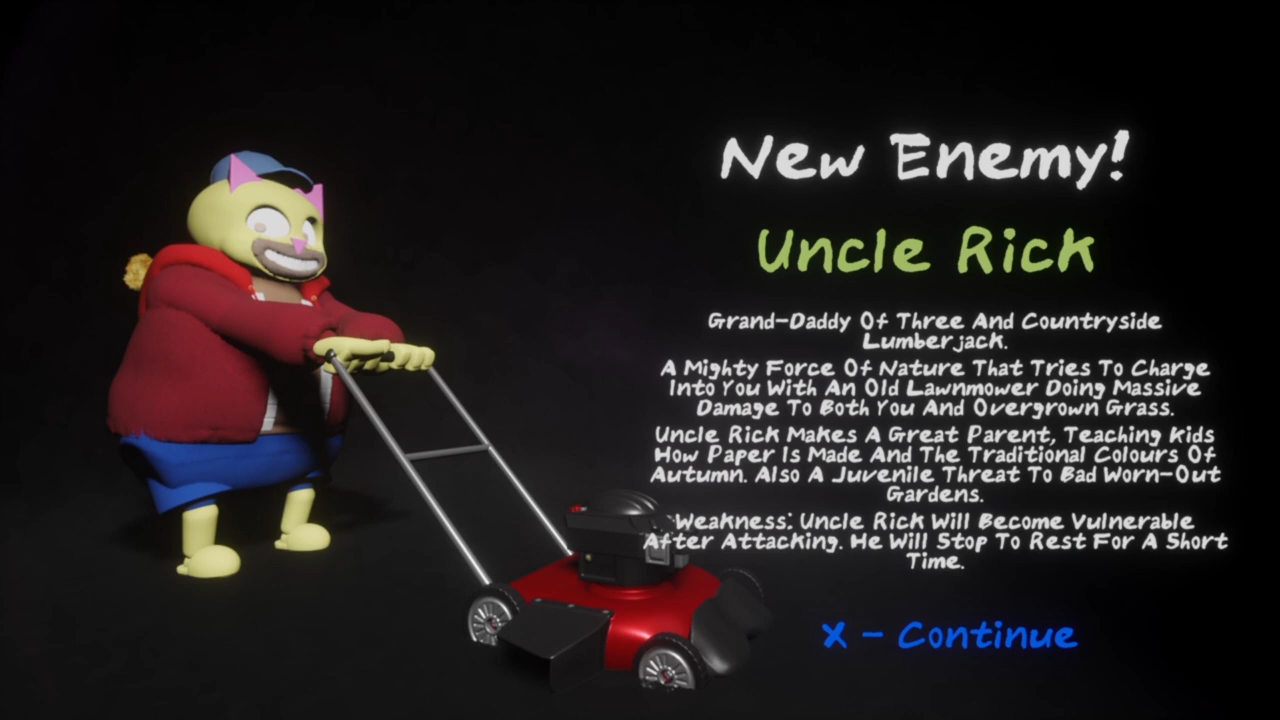 New Enemy!
Uncle Rick
Grand-Daddy Of Three And Countryside
Lumberjack.
A Mighty Force Of Nature That Tries To Charge
Into You With An Old Lawnmower Doing Massive
Damage To Both You And Overgrown Grass.
Uncle Rick Makes A Great Parent, Teaching Kids
How Paper Is Made And The Traditional Colours Of
Autumn. Also A Juvenile Threat To Bad Worn-Out
Gardens.
Weakness: Uncle Rick Will Become Vulnerable
After Attacking. He Will Stop To Rest For A Short
Time.
X - Continue